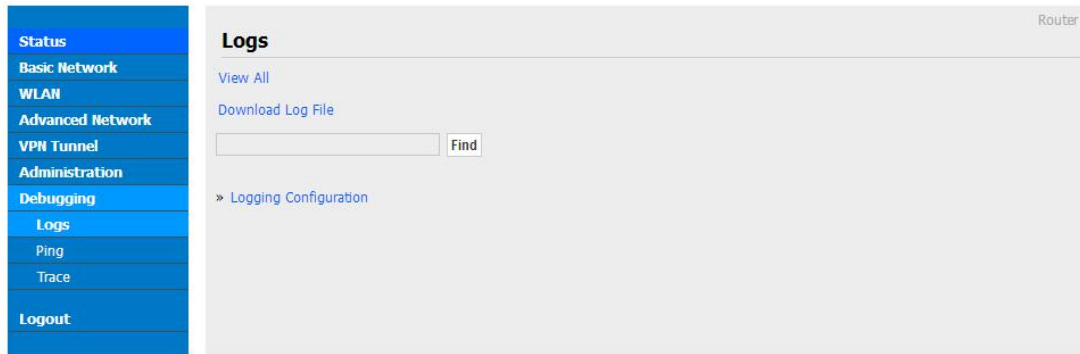 Router
Status
Basic Network
WLAN
Advanced Network
VPN Tunnel
Administration
Debugging
Logs
Ping
Trace
Logout
Logs
View All
Download Log File
Find
» Logging Configuration